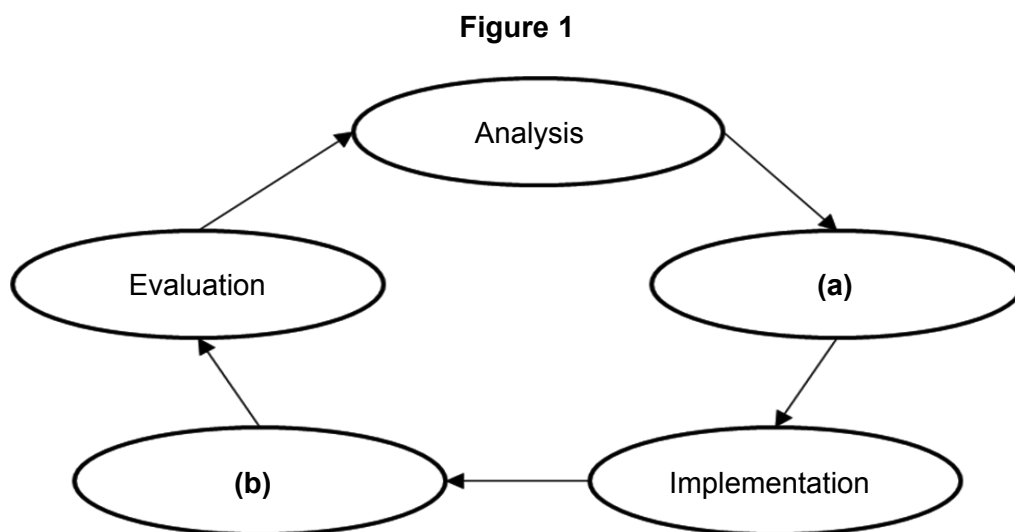 Figure 1
Analysis
Evaluation
(a)
(b)
Implementation